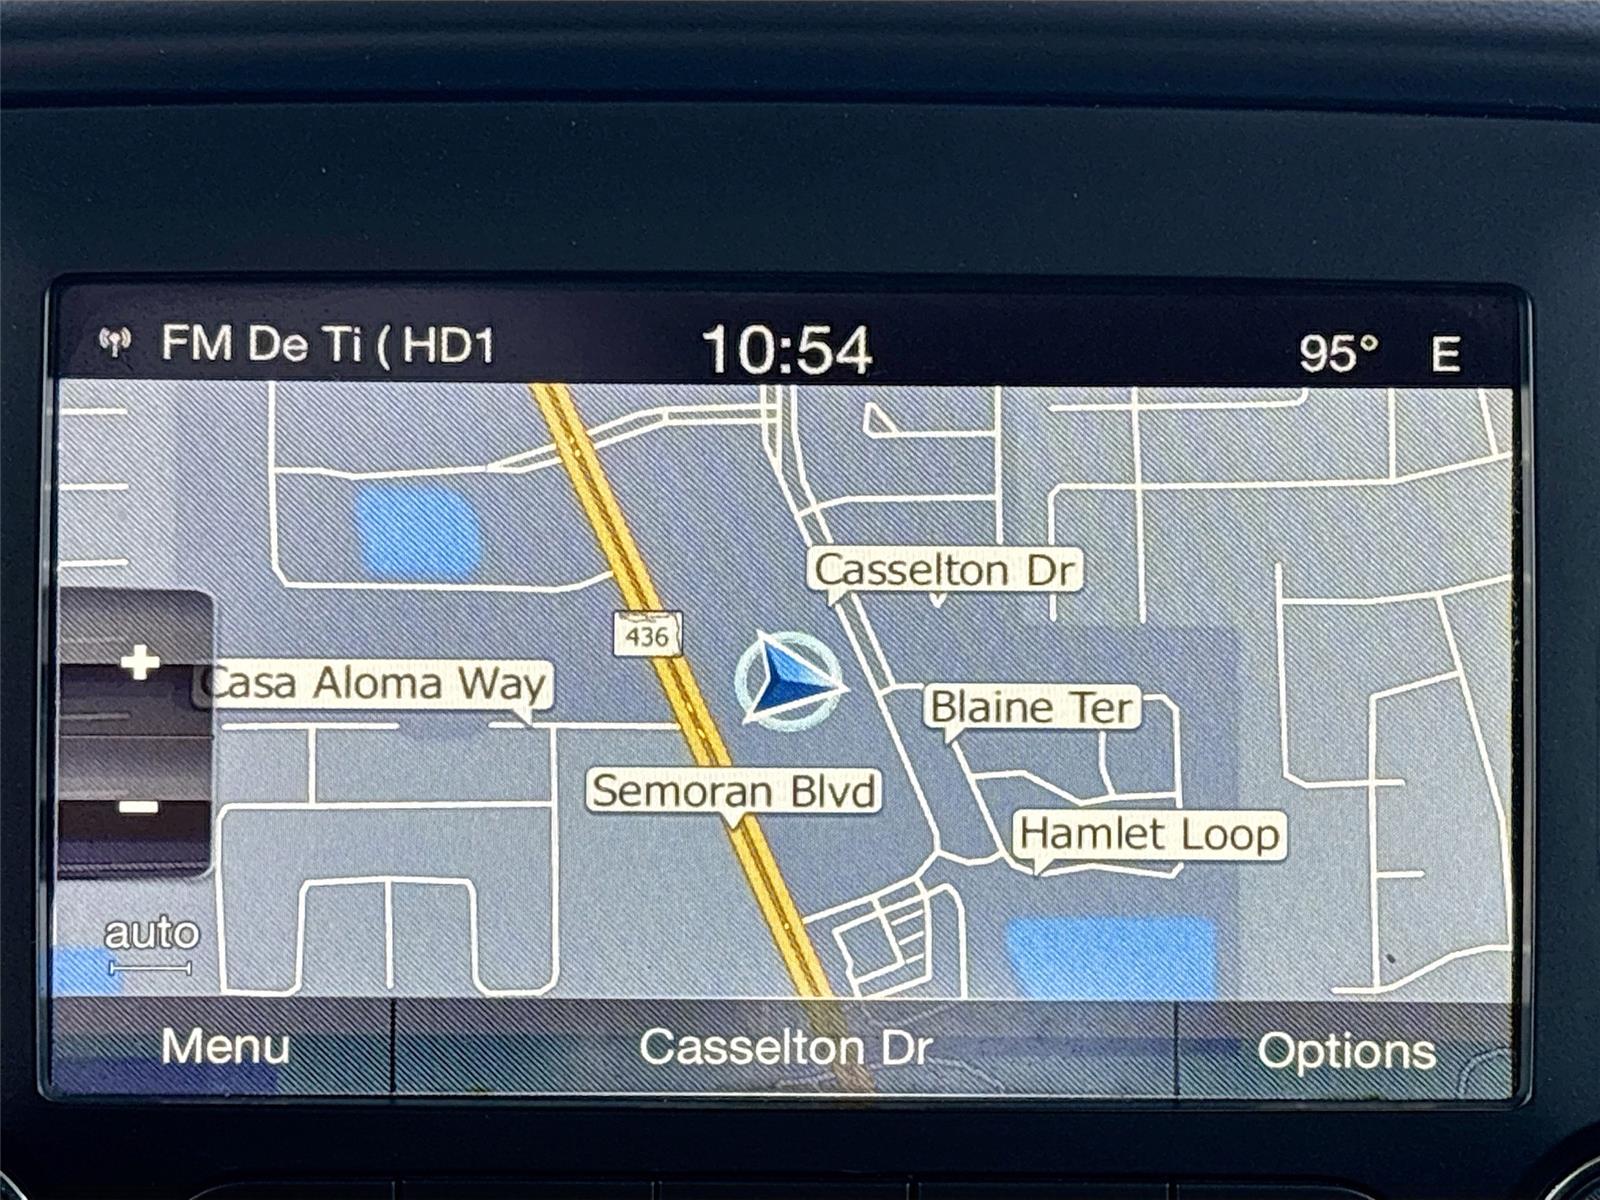 FM De Ti ( HD1
10:54
95° E
Casselton Dr
436
Casa Aloma Way
Blaine Ter
Semoran Blvd
Hamlet Loop
+
-
auto
Menu
Casselton Dr
Options